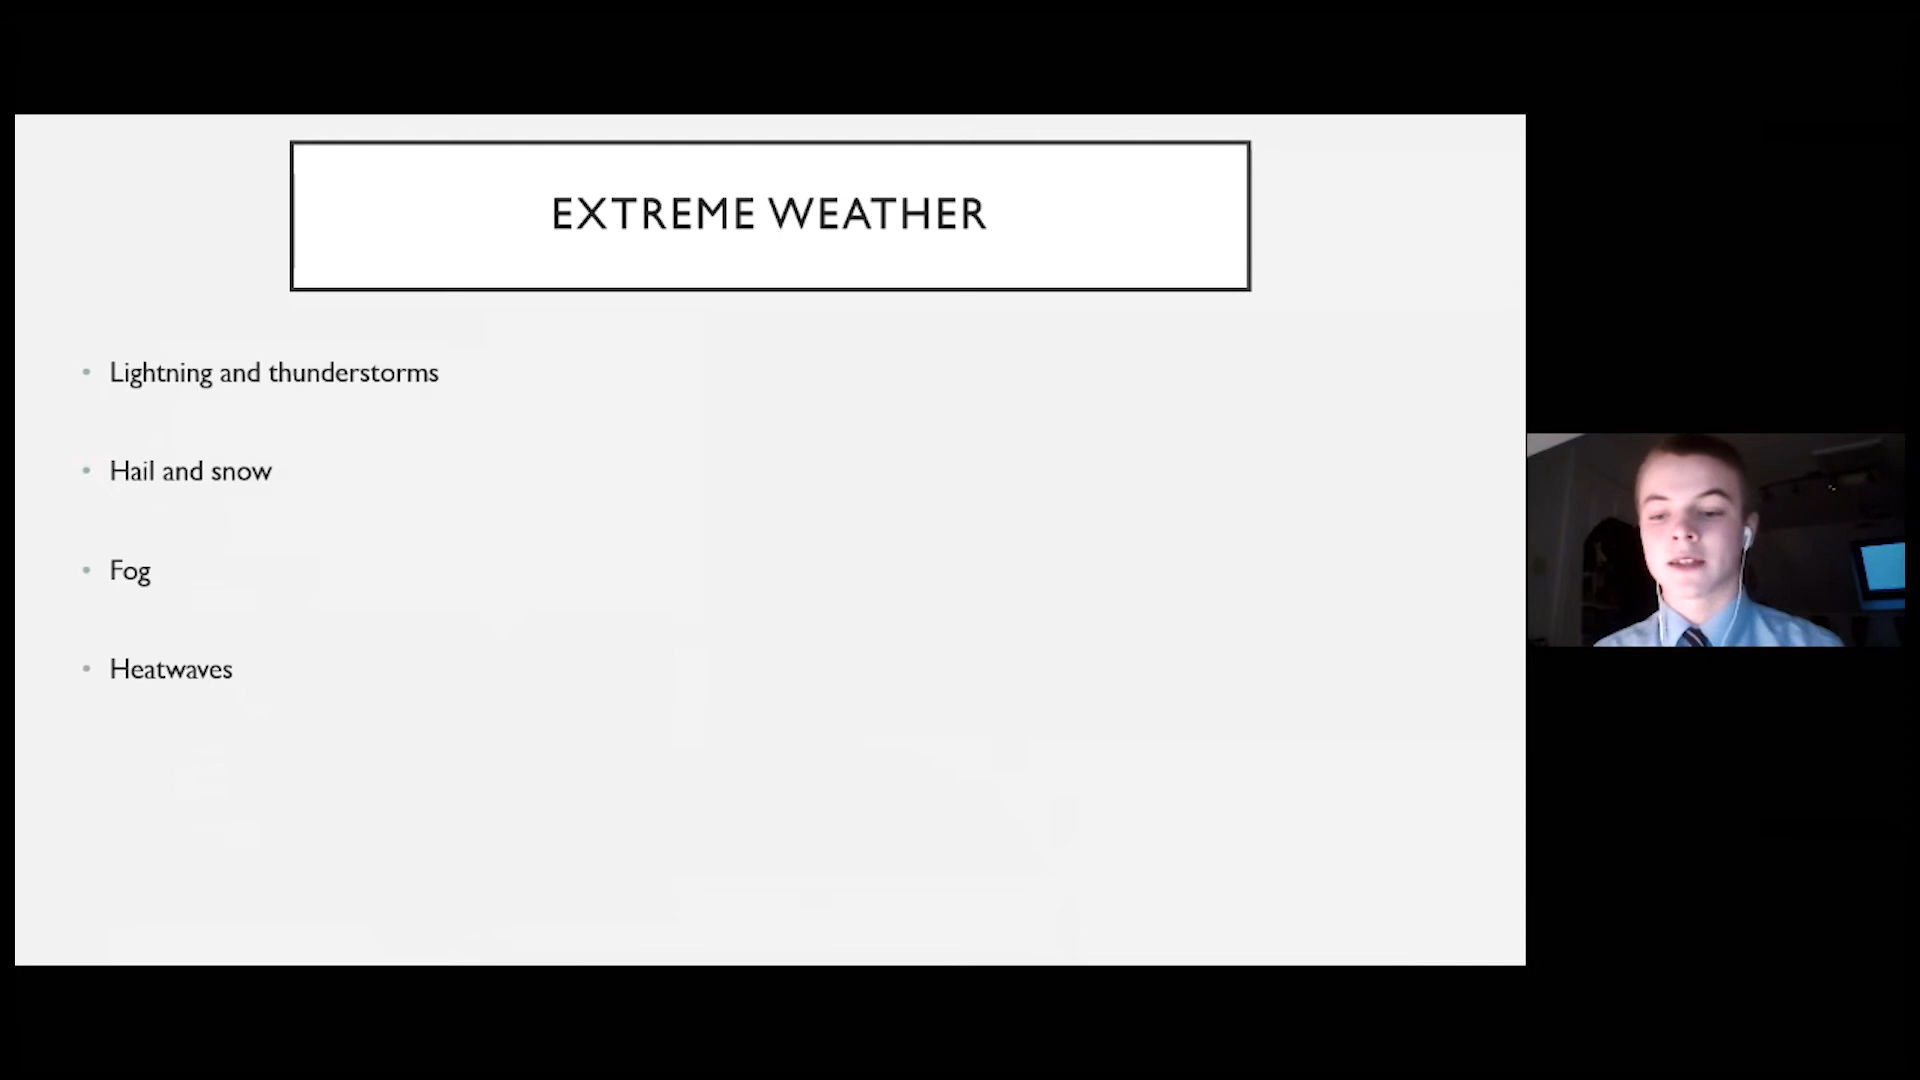 EXTREME WEATHER
• Lightning and thunderstorms
• Hail and snow
• Fog
• Heatwaves